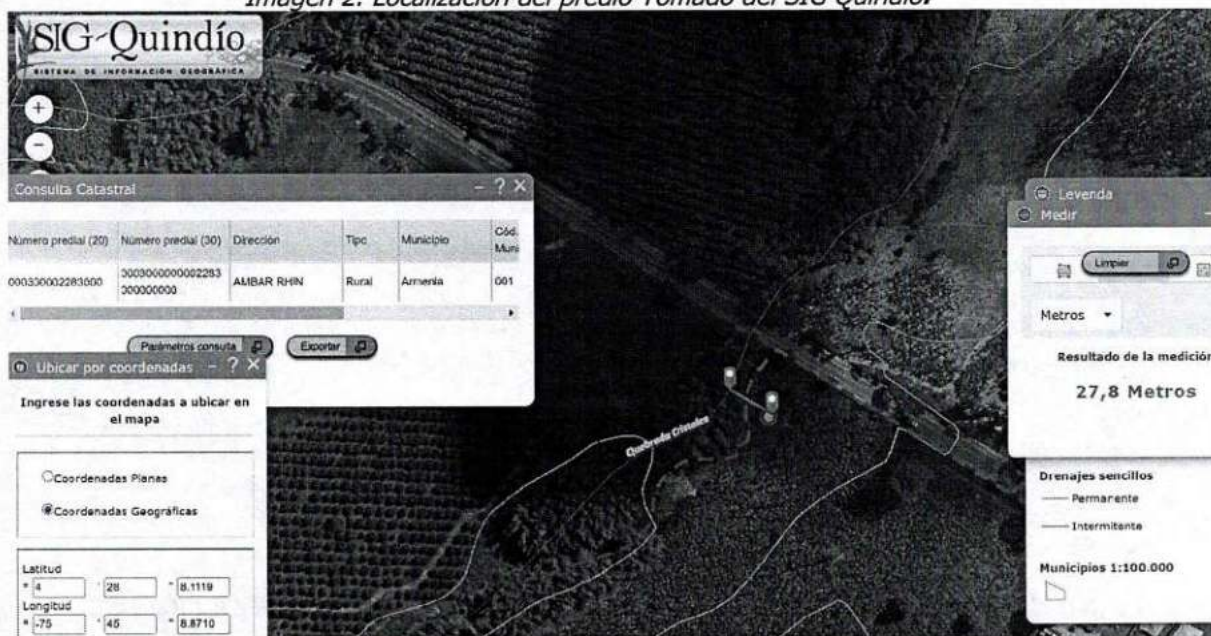 Imagen 2. Localización del predio Tomado del SIG Quindío.
SIG-Quindío
SISTEMA DE INFORMACIÓN GEOGRÁFICA
+
−
Consulta Catastral − ? ×
Número predial (20) Número predial (30) Dirección Tipo Municipio Cód. Muni
000300002283000 0003000000002283 000000000 AMBAR RHIN Rural Armenia 001
Parámetros consulta Exportar
Ubicar por coordenadas − ? ×
Ingrese las coordenadas a ubicar en
el mapa
Coordenadas Planas
Coordenadas Geográficas
Latitud
° 4 ' 28 " 8.1119
Longitud
° -75 ' 45 " 8.8710
Quebrada Cristales
Leyenda
Medir −
Limpiar
Metros
Resultado de la medición
27,8 Metros
Drenajes sencillos
Permanente
Intermitente
Municipios 1:100.000